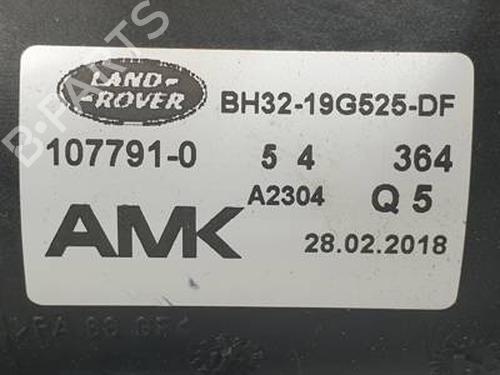 B-PARTS
LAND-
-ROVER
BH32-19G525-DF
107791-0 5 4 364
A2304 Q 5
AMK 28.02.2018